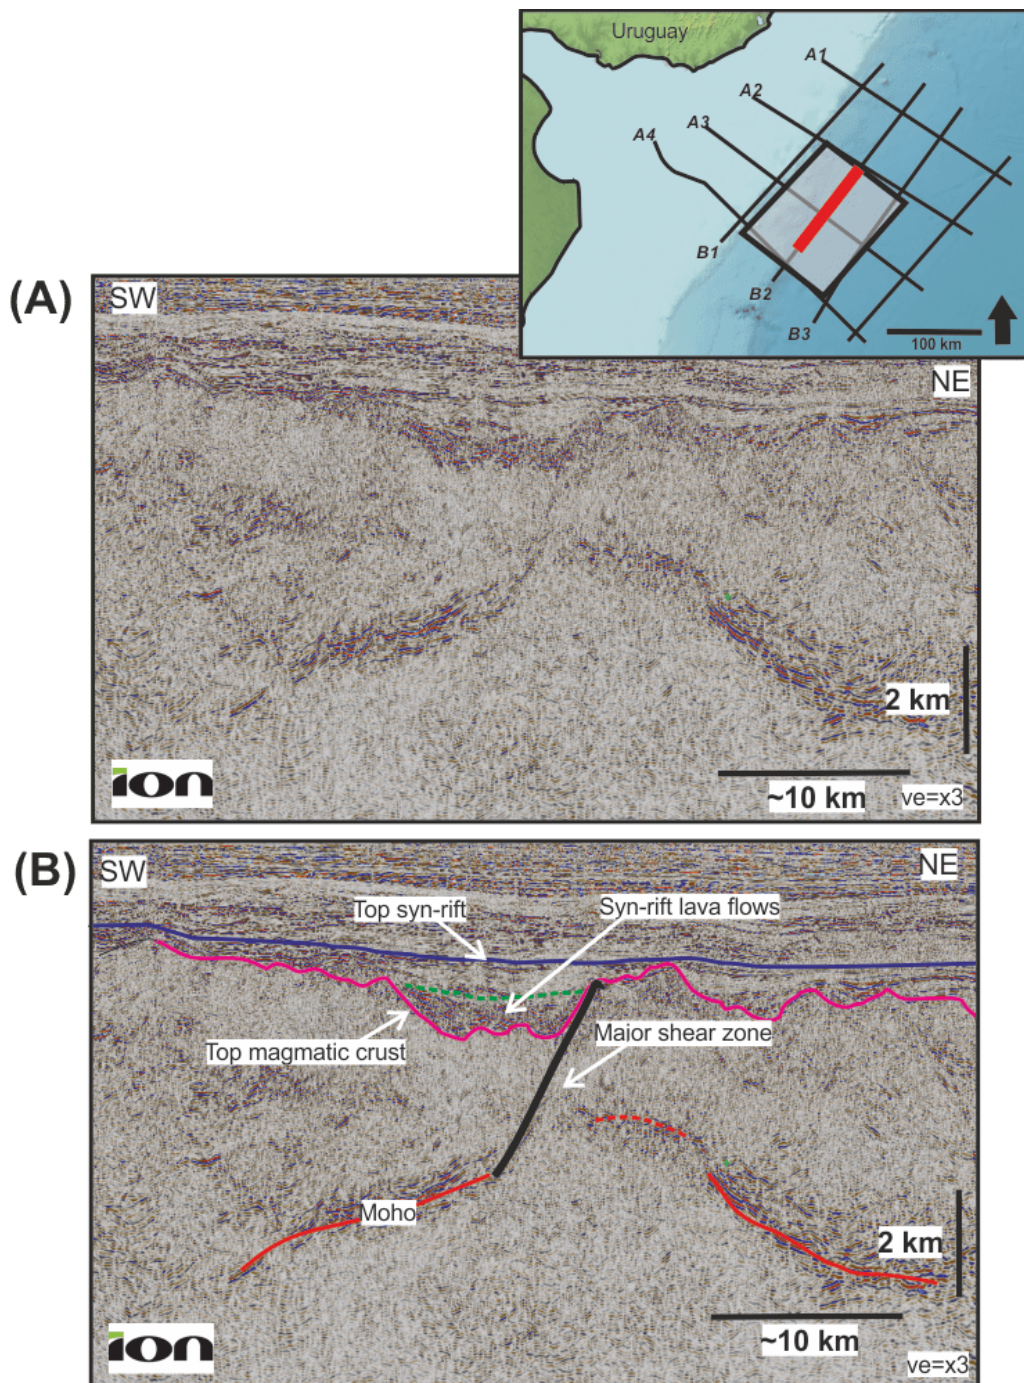 Uruguay
A1
A2
A3
A4
B1
B2
B3
100 km
(A)
SW
NE
2 km
~10 km
ve=x3
ion
(B)
SW
NE
Top syn-rift
Syn-rift lava flows
Top magmatic crust
Major shear zone
Moho
2 km
~10 km
ve=x3
ion